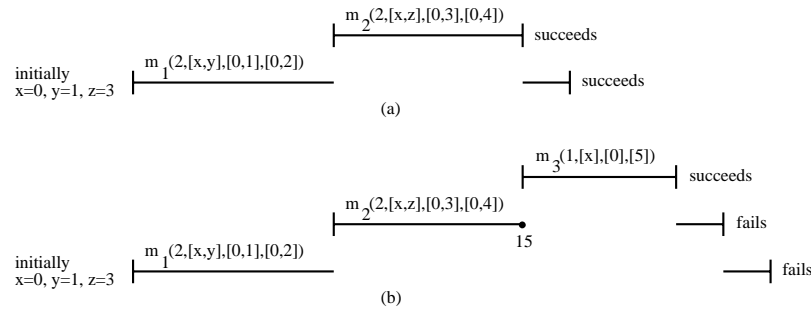 m2(2,[x,z],[0,3],[0,4])
succeeds
m1(2,[x,y],[0,1],[0,2])
initially
x=0, y=1, z=3
succeeds
(a)
m3(1,[x],[0],[5])
succeeds
m2(2,[x,z],[0,3],[0,4])
fails
15
m1(2,[x,y],[0,1],[0,2])
initially
x=0, y=1, z=3
fails
(b)